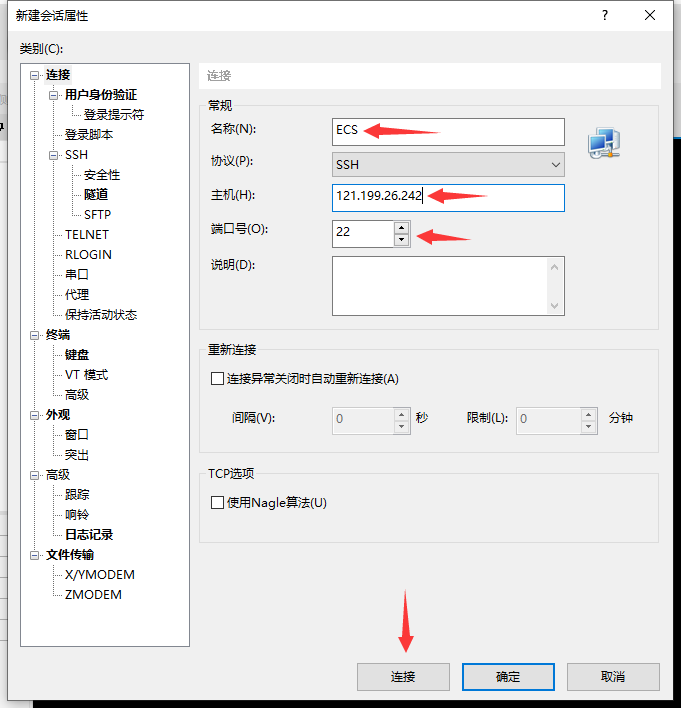 新建会话属性
?
类别(C):
连接
用户身份验证
登录提示符
登录脚本
SSH
安全性
隧道
SFTP
TELNET
RLOGIN
串口
代理
保持活动状态
终端
键盘
VT 模式
高级
外观
窗口
突出
高级
跟踪
响铃
日志记录
文件传输
X/YMODEM
ZMODEM
连接
常规
名称(N):
ECS
协议(P):
SSH
主机(H):
121.199.26.242
端口号(O):
22
说明(D):
重新连接
连接异常关闭时自动重新连接(A)
间隔(V): 0 秒 限制(L): 0 分钟
TCP选项
使用Nagle算法(U)
连接 确定 取消